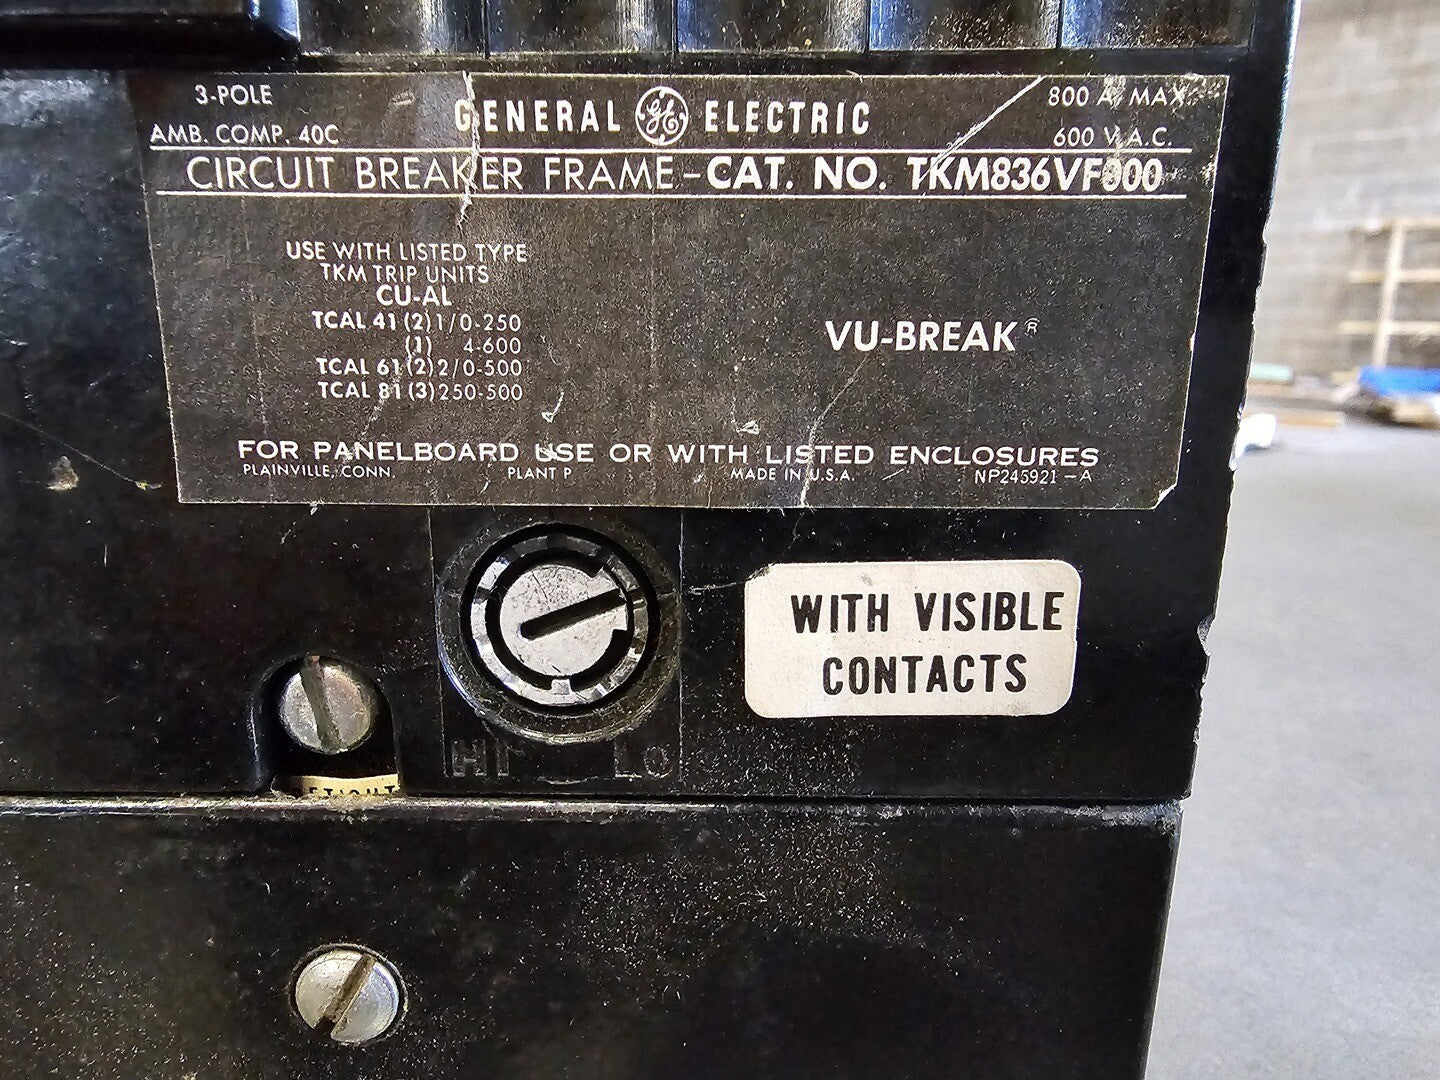 3-POLE
AMB. COMP. 40C
GENERAL GE ELECTRIC
800 A. MAX.
600 V.A.C.
CIRCUIT BREAKER FRAME-CAT. NO. TKM836VF800
USE WITH LISTED TYPE
TKM TRIP UNITS
CU-AL
TCAL 41 (2) 1/0-250
(1) 4-600
TCAL 61 (2) 2/0-500
TCAL 81 (3) 250-500
VU-BREAK®
FOR PANELBOARD USE OR WITH LISTED ENCLOSURES
PLAINVILLE, CONN. PLANT P MADE IN U.S.A. NP245921-A
WITH VISIBLE
CONTACTS
HI LO